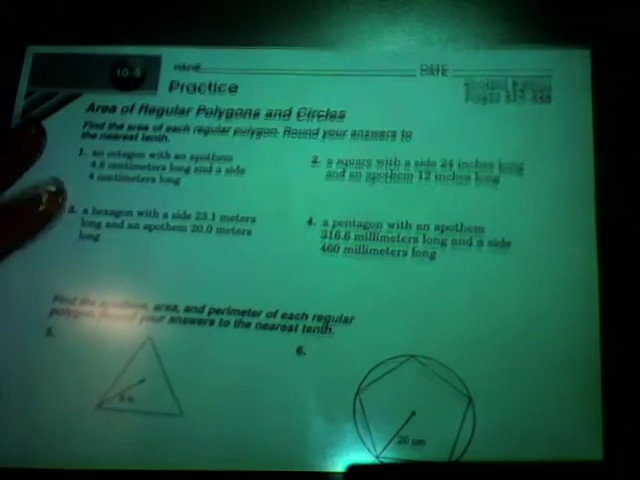 10-5
NAME
DATE
Practice
Student Edition
Pages
Area of Regular Polygons and Circles
Find the area of each regular polygon. Round your answers to
the nearest tenth.
1. an octagon with an apothem
4.8 centimeters long and a side
4 centimeters long
2. a square with a side 24 inches long
and an apothem 12 inches long
3. a hexagon with a side 23.1 meters
long and an apothem 20.0 meters
long
4. a pentagon with an apothem
316.6 millimeters long and a side
460 millimeters long
Find the apothem, area, and perimeter of each regular
polygon. Round your answers to the nearest tenth.
5.
6.
20 cm